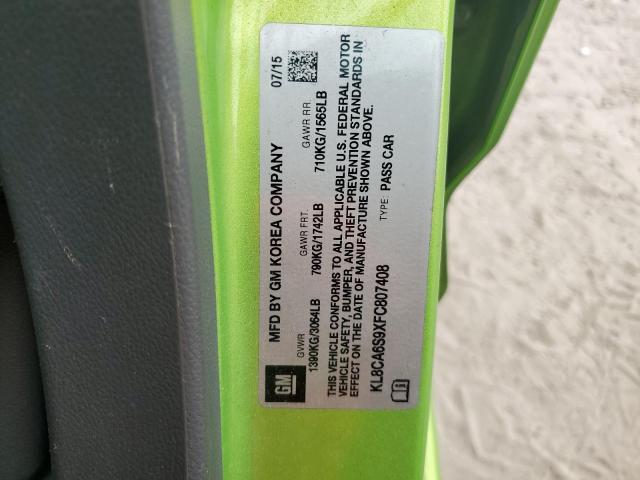 MFD BY GM KOREA COMPANY 07/15
GVWR GAWR FRT. GAWR RR.
1390KG/3064LB 790KG/1742LB 710KG/1565LB
THIS VEHICLE CONFORMS TO ALL APPLICABLE U.S. FEDERAL MOTOR
VEHICLE SAFETY, BUMPER, AND THEFT PREVENTION STANDARDS IN
EFFECT ON THE DATE OF MANUFACTURE SHOWN ABOVE.
KL8CA6S9XFC807408 TYPE PASS CAR
GM